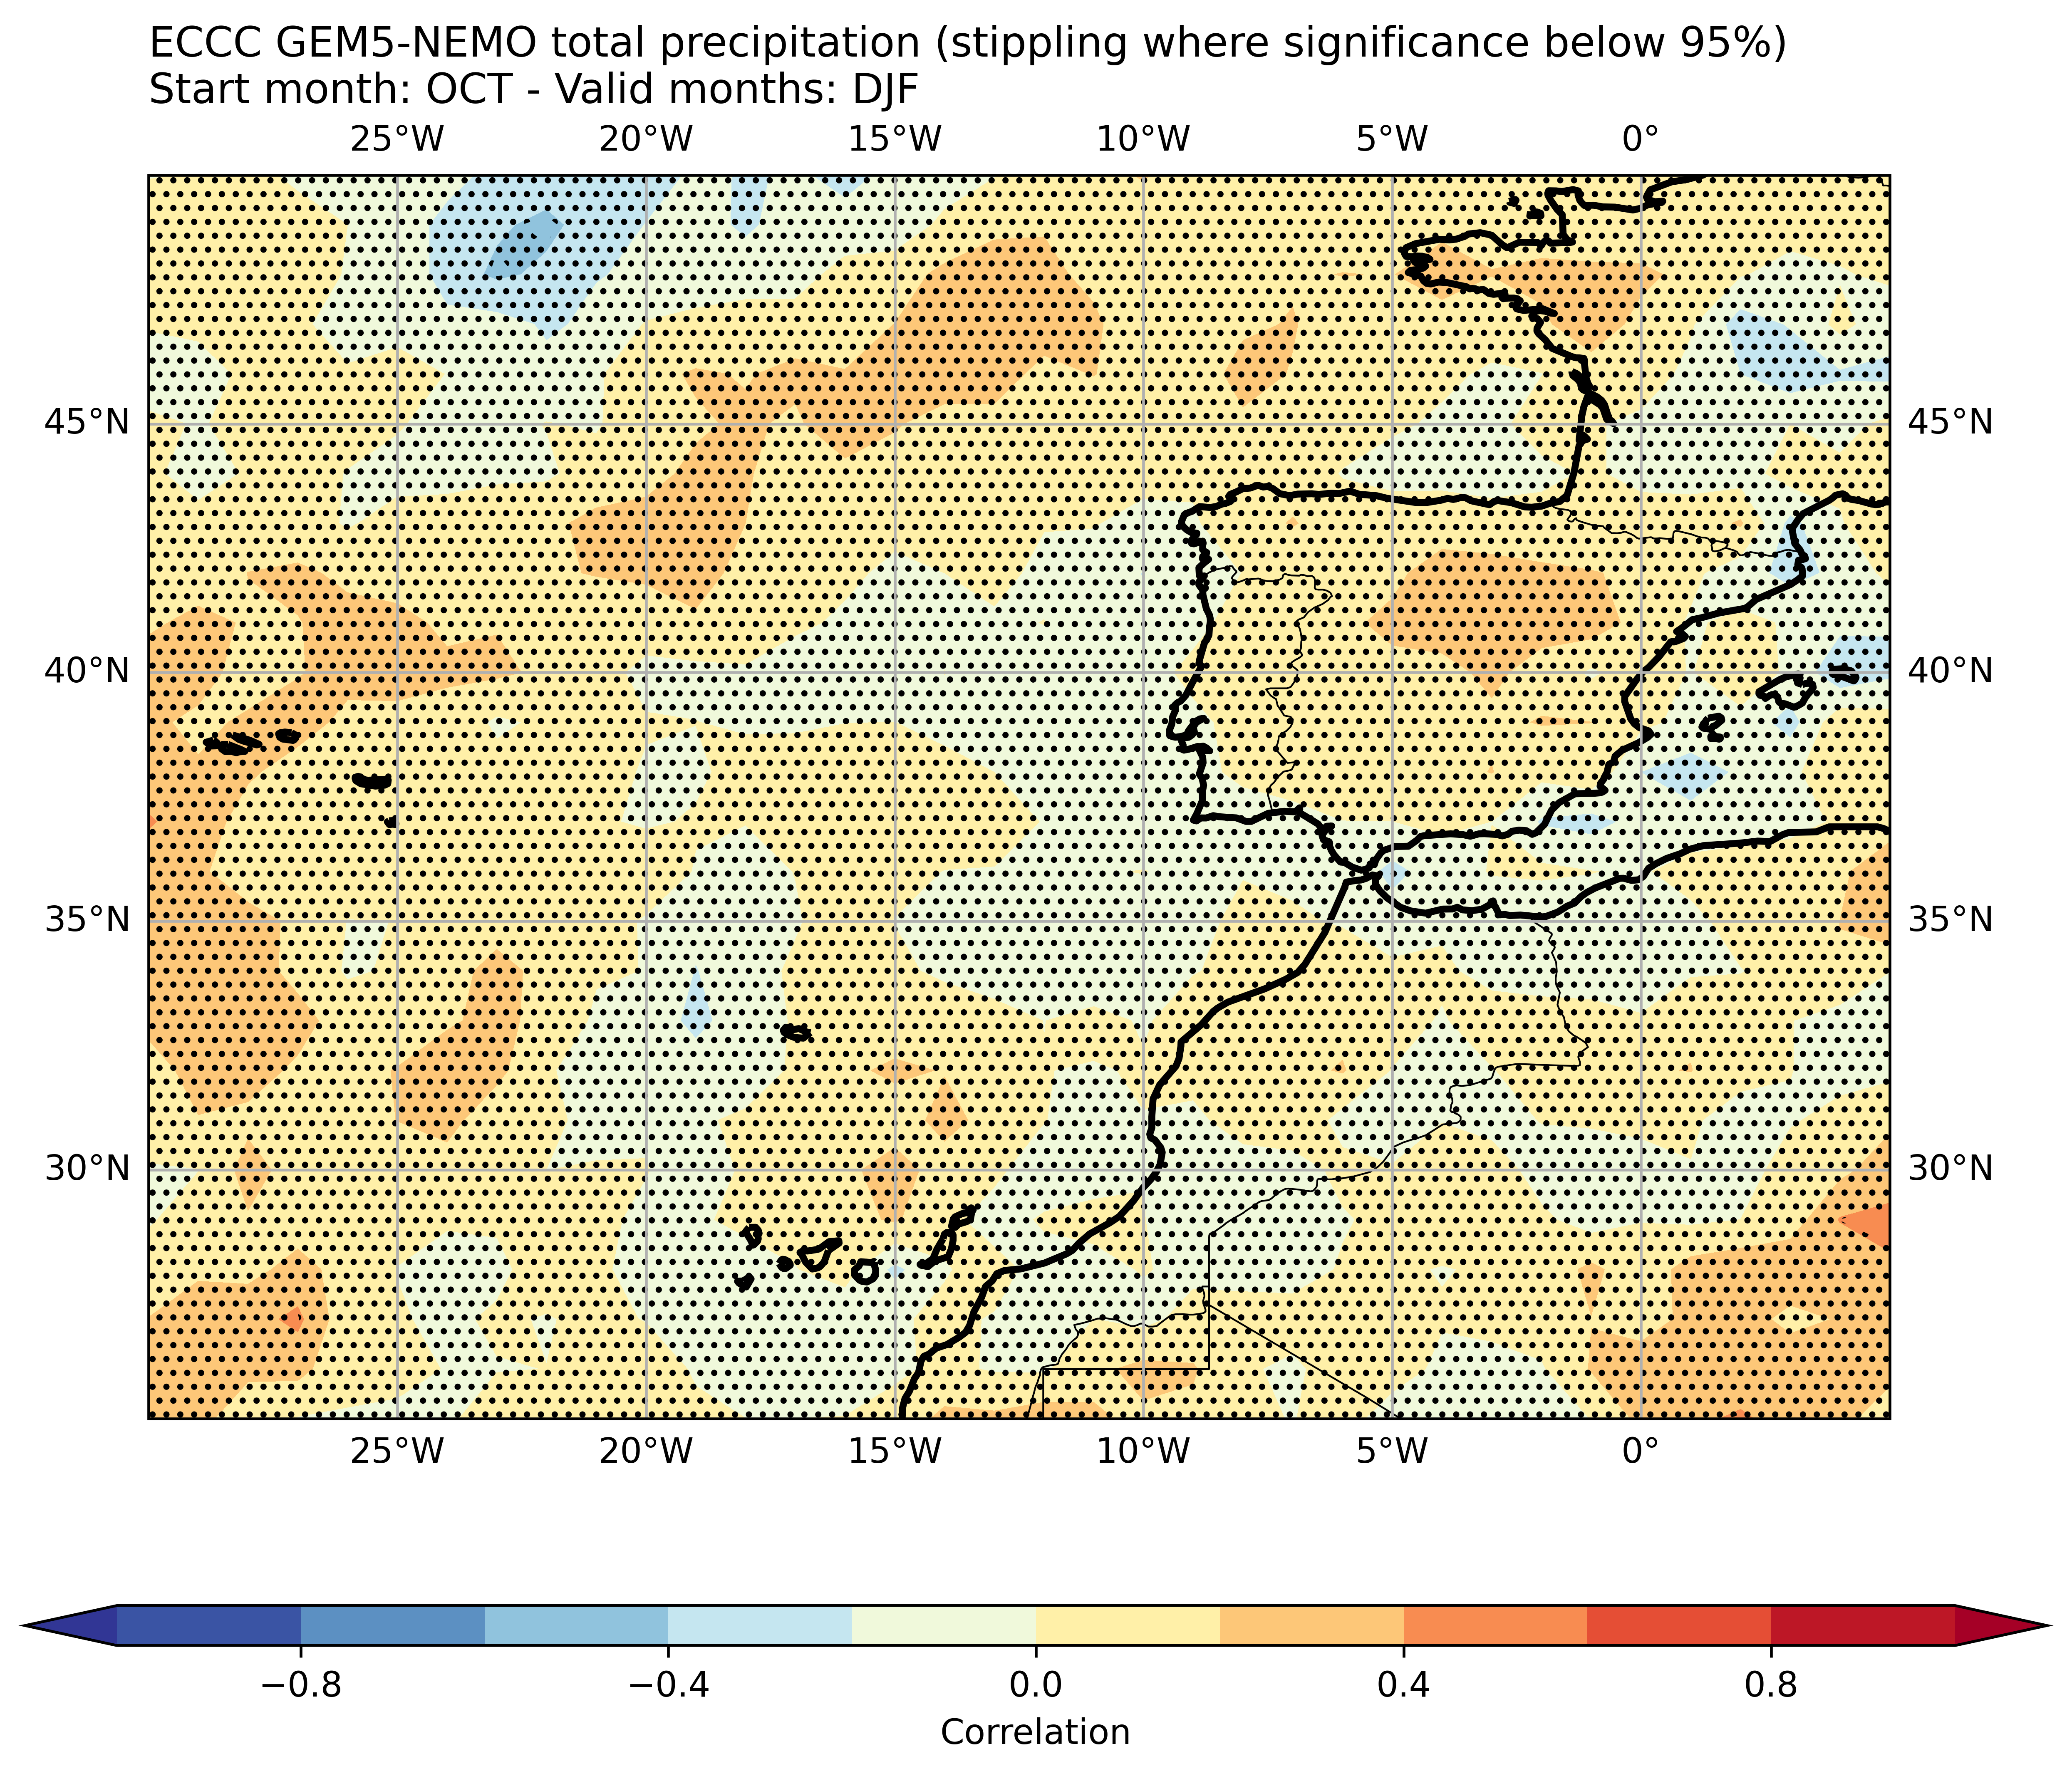 ECCC GEM5-NEMO total precipitation (stippling where significance below 95%)
Start month: OCT - Valid months: DJF
25°W 20°W 15°W 10°W 5°W 0°
45°N 45°N
40°N 40°N
35°N 35°N
30°N 30°N
25°W 20°W 15°W 10°W 5°W 0°
−0.8 −0.4 0.0 0.4 0.8
Correlation